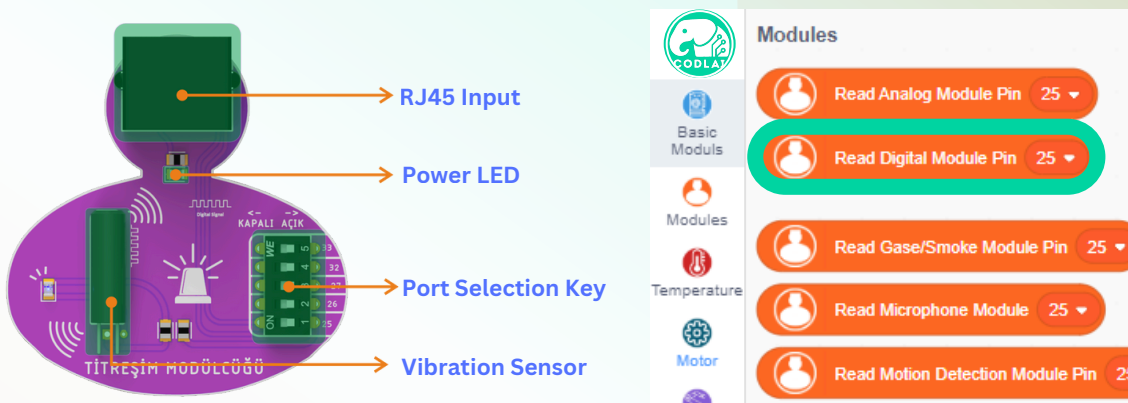 RJ45 Input
Power LED
Digital Signal
<- ->
KAPALI AÇIK
WE
ON
5 33
4 32
3 27
2 26
1 25
Port Selection Key
Vibration Sensor
TİTREŞİM MODÜLCÜĞÜ
CODLAI
Modules
Read Analog Module Pin 25
Basic
Moduls
Read Digital Module Pin 25
Modules
Read Gase/Smoke Module Pin 25
Temperature
Read Microphone Module 25
Motor
Read Motion Detection Module Pin 25